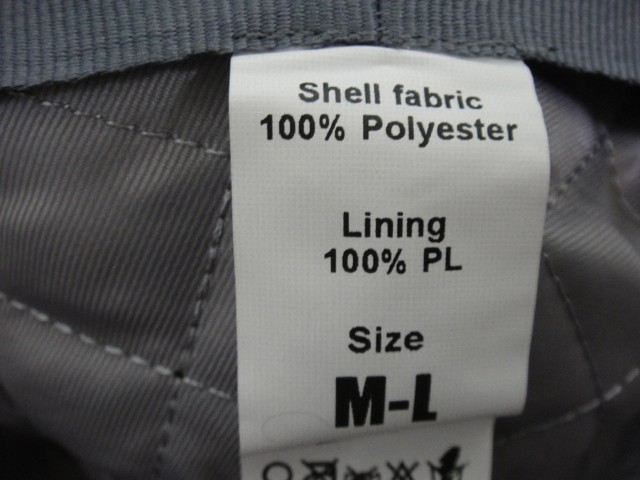 Shell fabric
100% Polyester
Lining
100% PL
Size
M-L